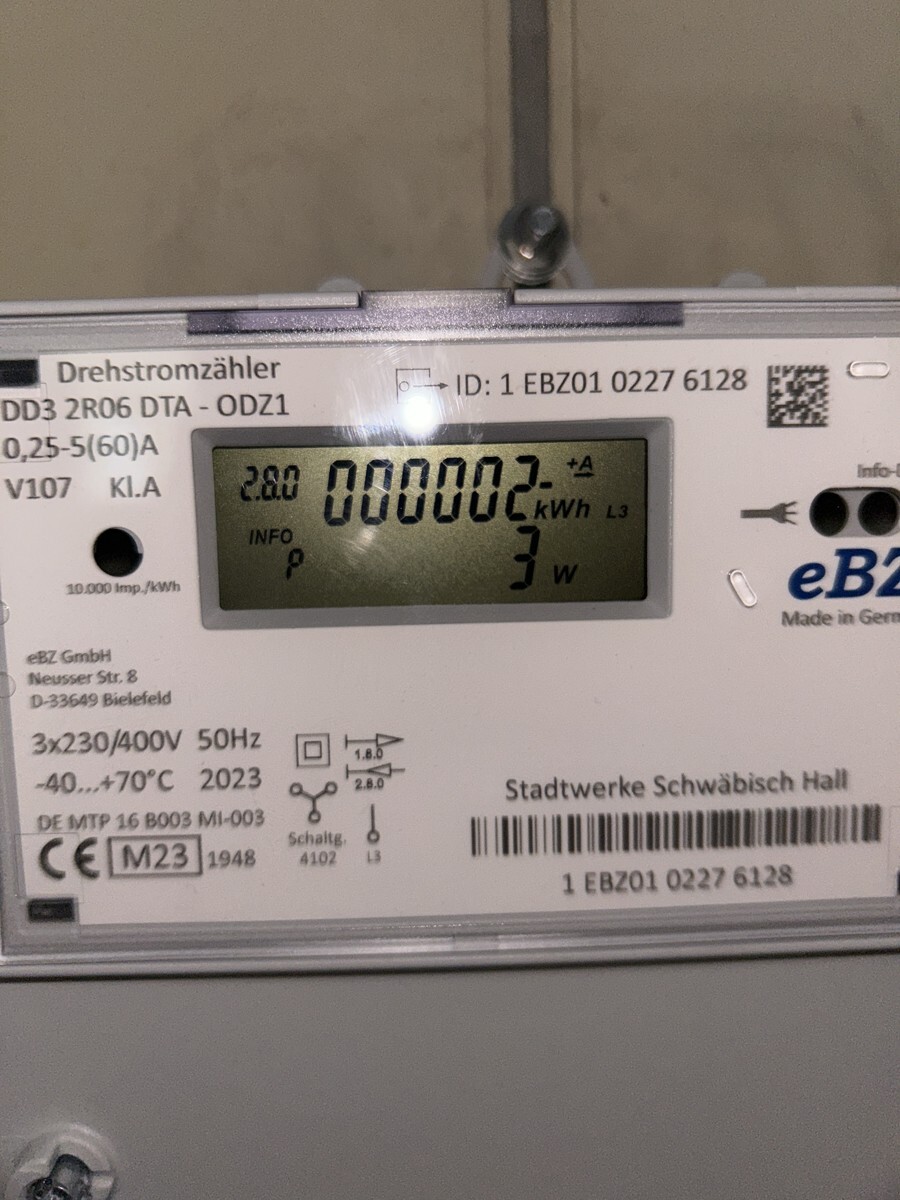 Drehstromzähler
DD3 2R06 DTA - ODZ1
0,25-5(60)A
V107 Kl.A
ID: 1 EBZ01 0227 6128
10.000 Imp./kWh
2.8.0 000002 kWh +A L3
INFO
P 3 W
eBZ
Made in
eBZ GmbH
Neusser Str. 8
D-33649 Bielefeld
3x230/400V 50Hz
-40...+70°C 2023
DE MTP 16 B003 MI-003
CE M23 1948
1.8.0
2.8.0
Schaltg.
4102
L3
Stadtwerke Schwäbisch Hall
1 EBZ01 0227 6128